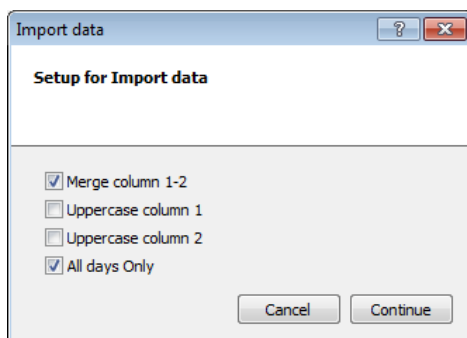 Import data
?
Setup for Import data
Merge column 1-2
Uppercase column 1
Uppercase column 2
All days Only
Cancel Continue